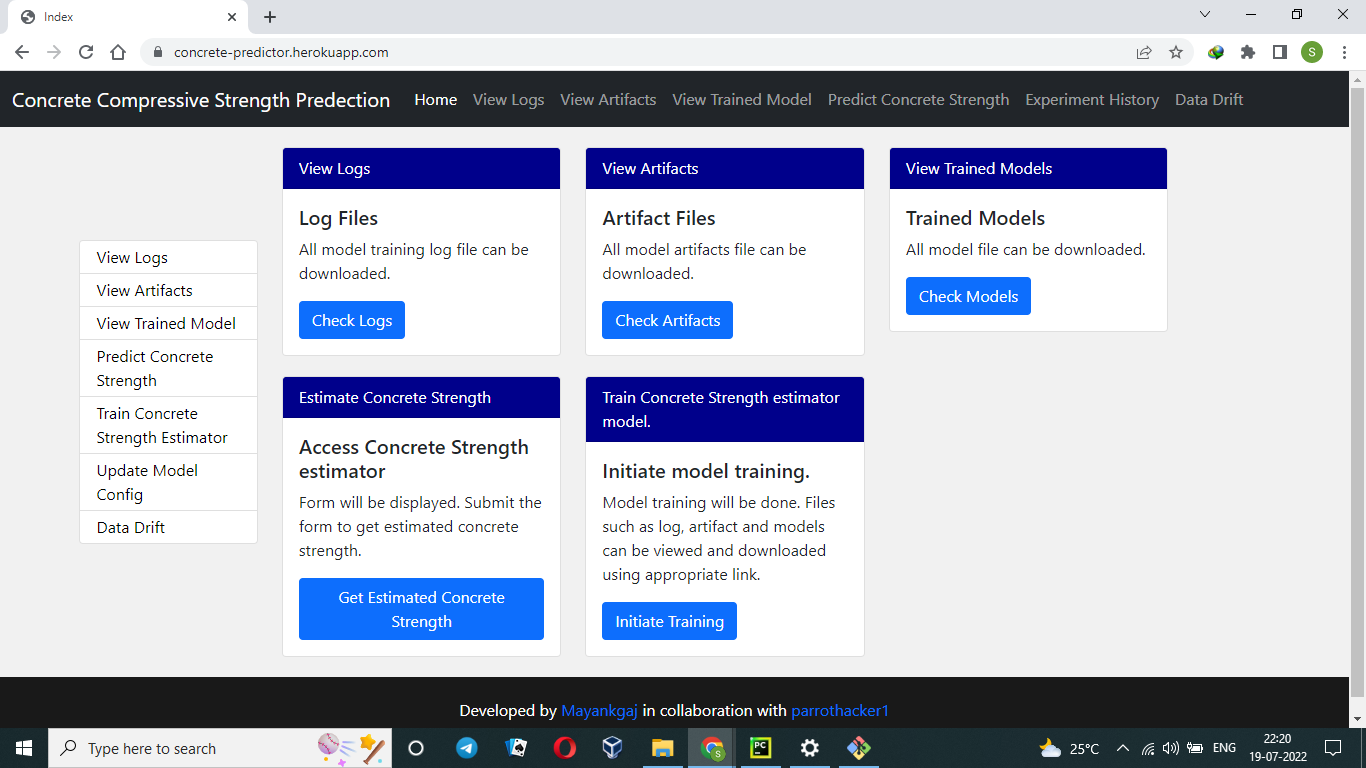 Index
concrete-predictor.herokuapp.com
S
Concrete Compressive Strength Predection
Home
View Logs
View Artifacts
View Trained Model
Predict Concrete Strength
Experiment History
Data Drift
View Logs
View Artifacts
View Trained Model
Predict Concrete
Strength
Train Concrete
Strength Estimator
Update Model
Config
Data Drift
View Logs
Log Files
All model training log file can be
downloaded.
Check Logs
View Artifacts
Artifact Files
All model artifacts file can be
downloaded.
Check Artifacts
View Trained Models
Trained Models
All model file can be downloaded.
Check Models
Estimate Concrete Strength
Access Concrete Strength
estimator
Form will be displayed. Submit the
form to get estimated concrete
strength.
Get Estimated Concrete
Strength
Train Concrete Strength estimator
model.
Initiate model training.
Model training will be done. Files
such as log, artifact and models
can be viewed and downloaded
using appropriate link.
Initiate Training
Developed by Mayankgaj in collaboration with parrothacker1
Type here to search
S
PC
25°C
ENG
22:20
19-07-2022